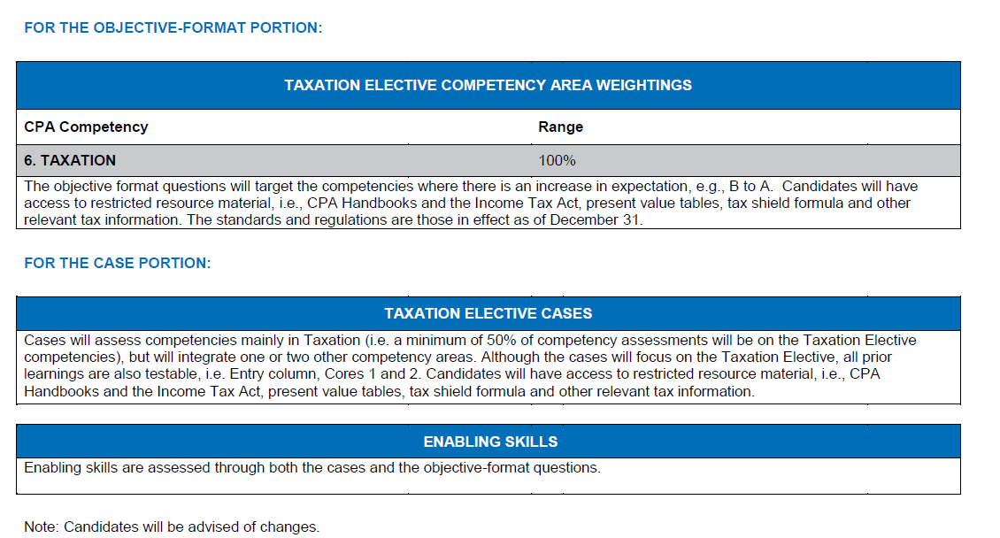 FOR THE OBJECTIVE-FORMAT PORTION:
TAXATION ELECTIVE COMPETENCY AREA WEIGHTINGS
CPA Competency Range
6. TAXATION 100%
The objective format questions will target the competencies where there is an increase in expectation, e.g., B to A.  Candidates will have
access to restricted resource material, i.e., CPA Handbooks and the Income Tax Act, present value tables, tax shield formula and other
relevant tax information. The standards and regulations are those in effect as of December 31.
FOR THE CASE PORTION:
TAXATION ELECTIVE CASES
Cases will assess competencies mainly in Taxation (i.e. a minimum of 50% of competency assessments will be on the Taxation Elective
competencies), but will integrate one or two other competency areas. Although the cases will focus on the Taxation Elective, all prior
learnings are also testable, i.e. Entry column, Cores 1 and 2. Candidates will have access to restricted resource material, i.e., CPA
Handbooks and the Income Tax Act, present value tables, tax shield formula and other relevant tax information.
ENABLING SKILLS
Enabling skills are assessed through both the cases and the objective-format questions.
Note: Candidates will be advised of changes.